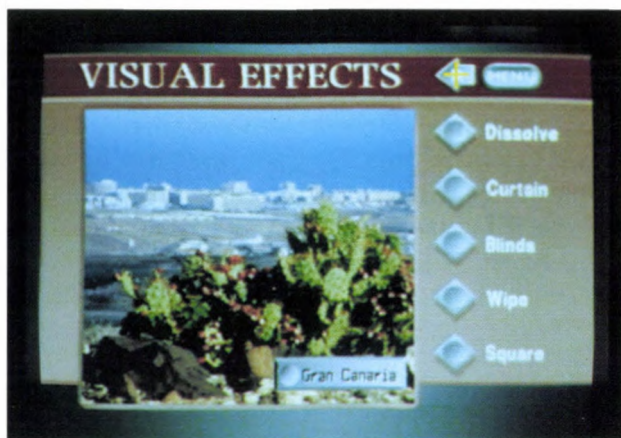 VISUAL EFFECTS
MENU
Dissolve
Curtain
Blinds
Wipe
Square
Gran Canaria